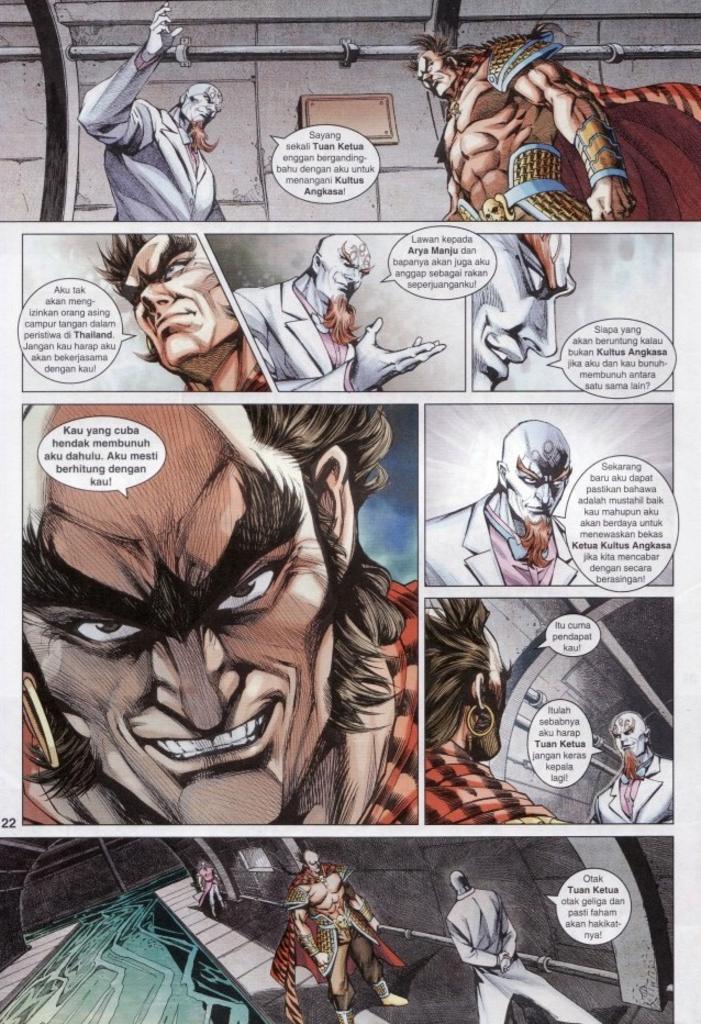 Sayang
sekali Tuan Ketua
enggan berganding-
bahu dengan aku untuk
menangani Kultus
Angkasa!
Aku tak
akan meng-
izinkan orang asing
campur tangan dalam
peristiwa di Thailand.
Jangan kau harap aku
akan bekerjasama
dengan kau!
Lawan kepada
Arya Manju dan
bapanya akan juga aku
anggap sebagai rakan
seperjuanganku!
Siapa yang
akan beruntung kalau
bukan Kultus Angkasa
jika aku dan kau bunuh-
membunuh antara
satu sama lain?
Kau yang cuba
hendak membunuh
aku dahulu. Aku mesti
berhitung dengan
kau!
Sekarang
baru aku dapat
pastikan bahawa
adalah mustahil baik
kau mahupun aku
akan berdaya untuk
menewaskan bekas
Ketua Kultus Angkasa
jika kita mencabar
dengan secara
berasingan!
Itu cuma
pendapat
kau!
Itulah
sebabnya
aku harap
Tuan Ketua
jangan keras
kepala
lagi!
22
Otak
Tuan Ketua
otak geliga dan
pasti faham
akan hakikat-
nya!